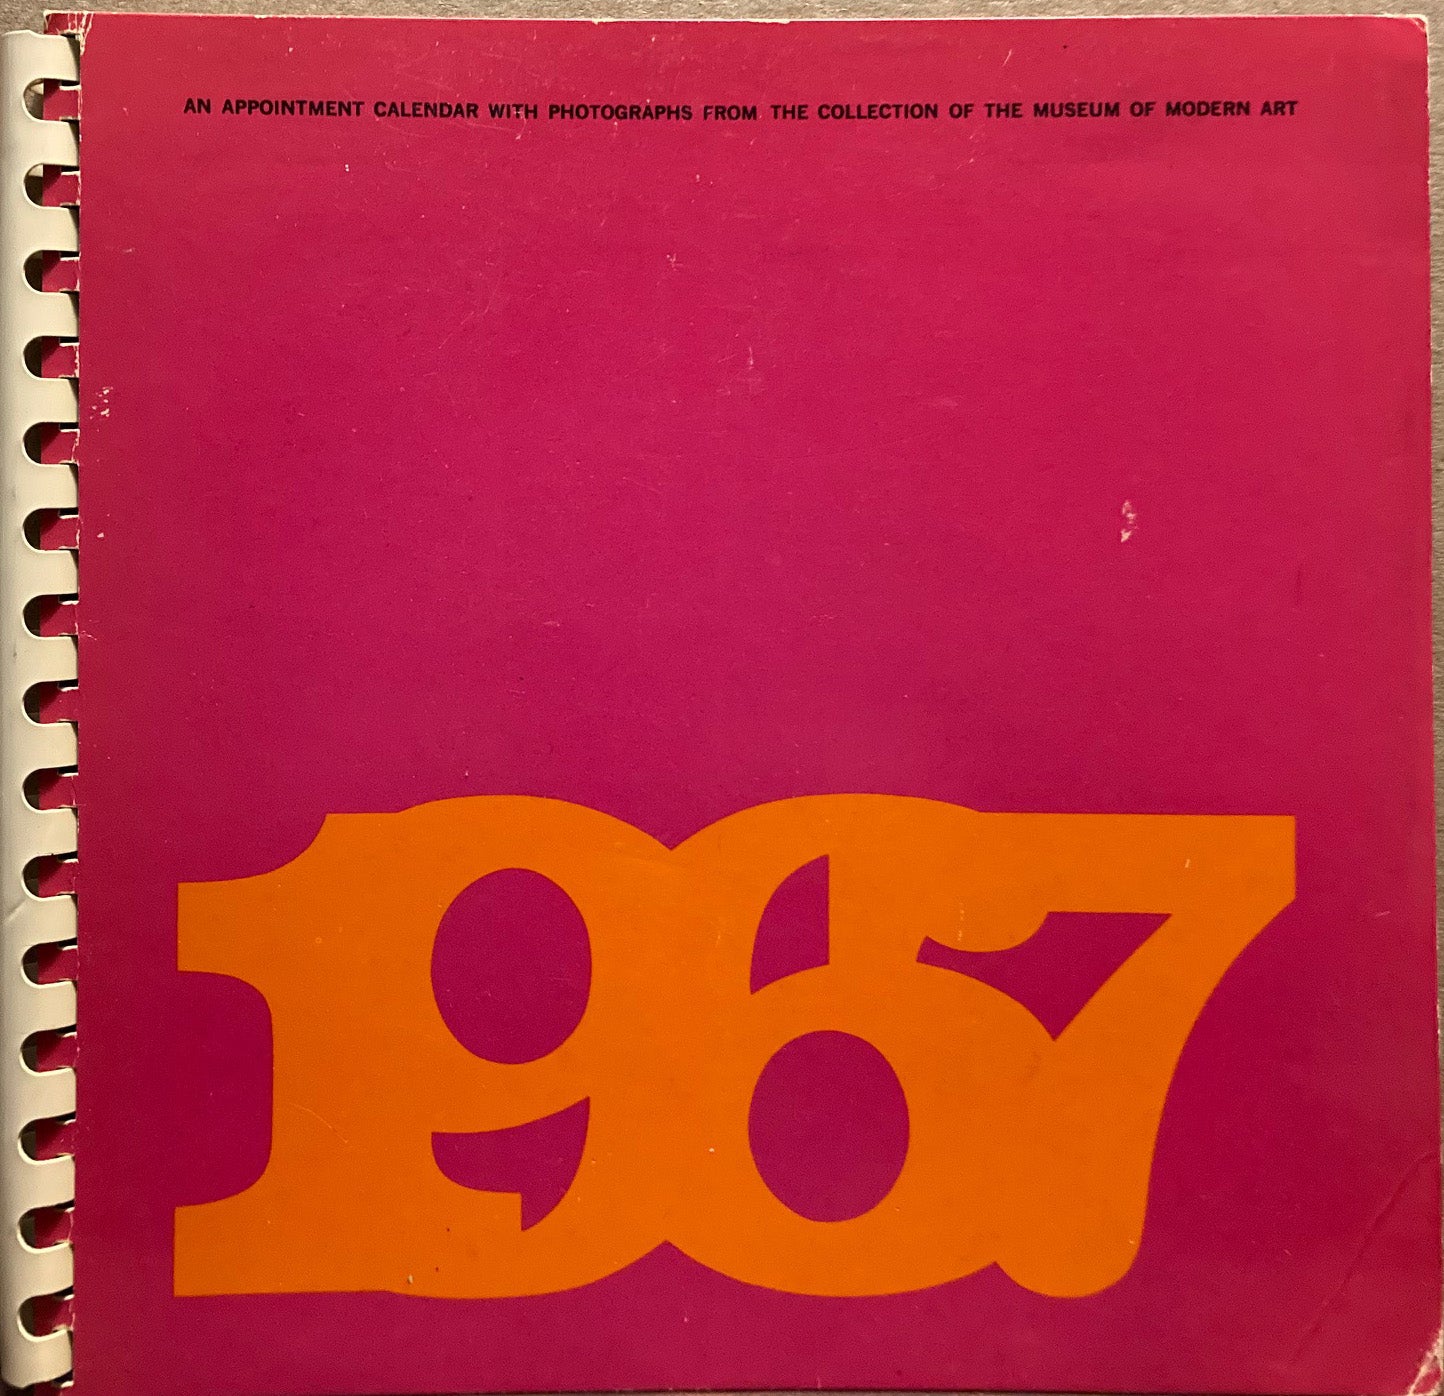 AN APPOINTMENT CALENDAR WITH PHOTOGRAPHS FROM THE COLLECTION OF THE MUSEUM OF MODERN ART
1967